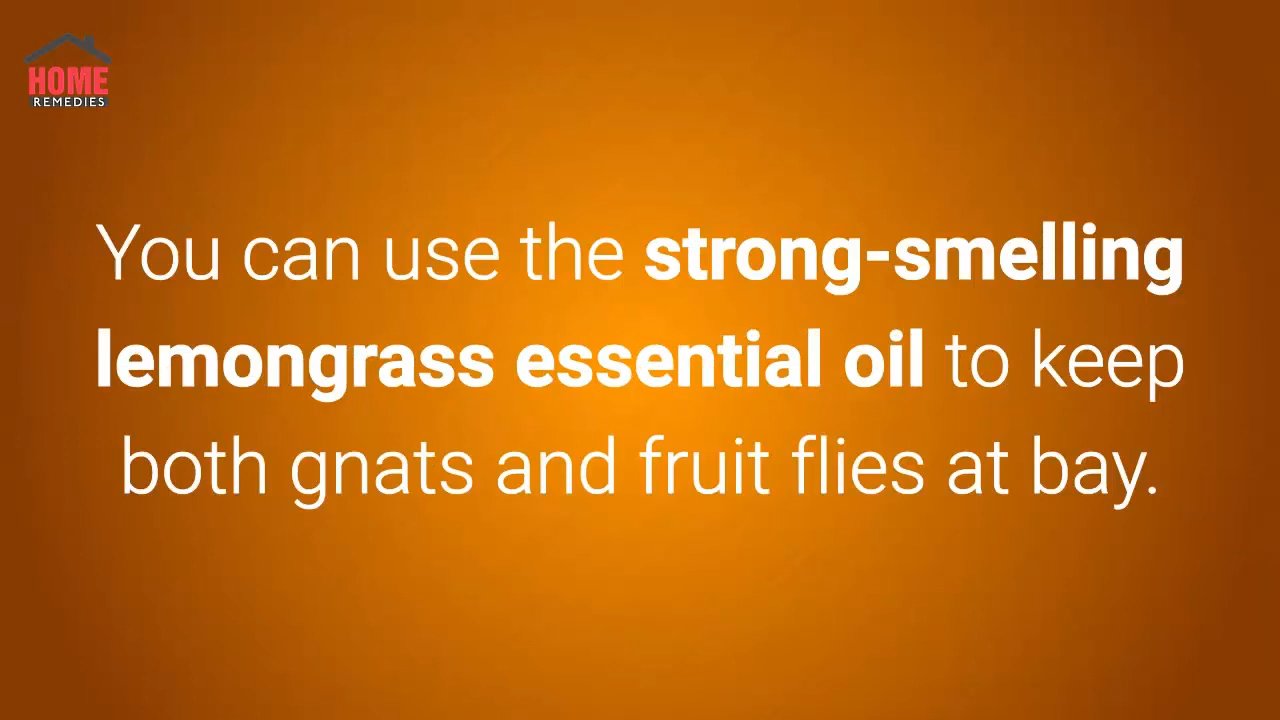 HOME
REMEDIES
You can use the strong-smelling
lemongrass essential oil to keep
both gnats and fruit flies at bay.